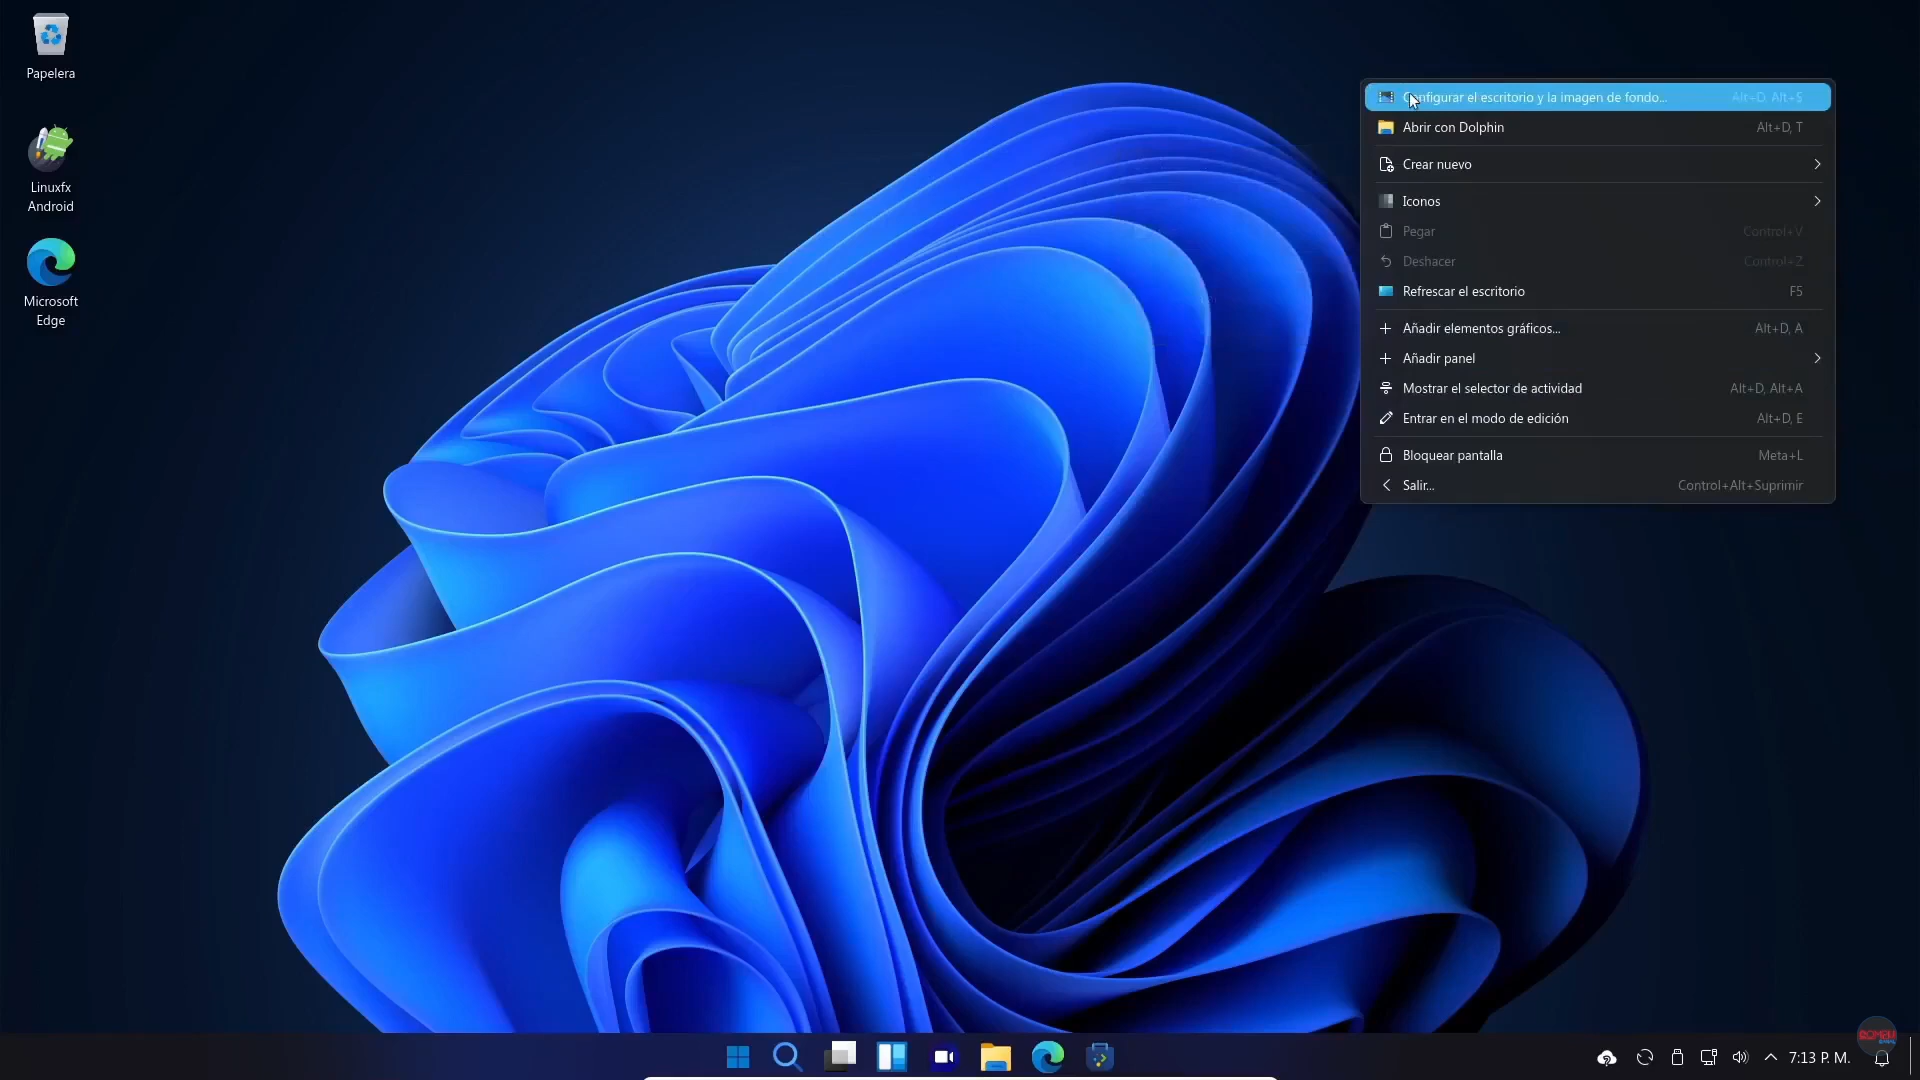 Papelera
Linuxfx
Android
Microsoft
Edge
Configurar el escritorio y la imagen de fondo... Alt+D, Alt+S
Abrir con Dolphin Alt+D, T
Crear nuevo
Iconos
Pegar Control+V
Deshacer Control+Z
Refrescar el escritorio F5
Añadir elementos gráficos... Alt+D, A
Añadir panel
Mostrar el selector de actividad Alt+D, Alt+A
Entrar en el modo de edición Alt+D, E
Bloquear pantalla Meta+L
Salir... Control+Alt+Suprimir
7:13 P. M.